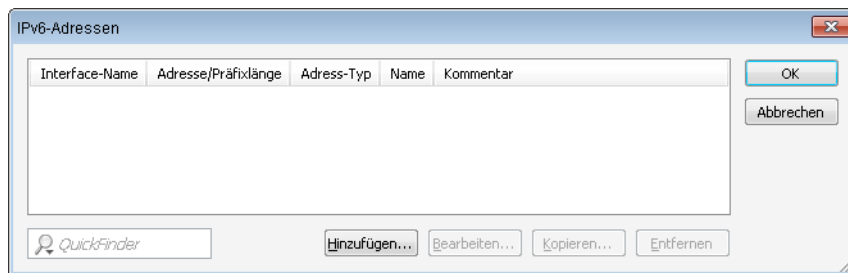 IPv6-Adressen
Interface-Name Adresse/Präfixlänge Adress-Typ Name Kommentar
OK
Abbrechen
QuickFinder Hinzufügen... Bearbeiten... Kopieren... Entfernen